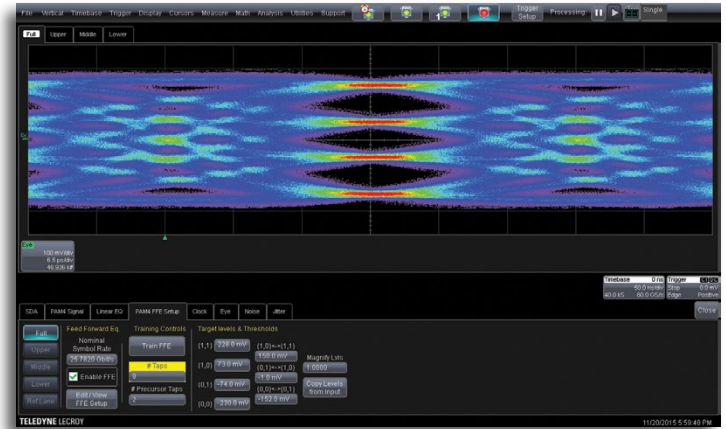 File Vertical Timebase Trigger Display Cursors Measure Math Analysis Utilities Support
Trigger Setup
Processing:
Single
Full Upper Middle Lower
Eye
100 mV/div
6.5 ps/div
Timebase 0 ns Trigger
50.0 ns/div Stop 0.0 mV
40.0 kS 80.0 GS/s Edge Positive
SDA PAM4 Signal Linear EQ PAM4 FFE Setup Clock Eye Noise Jitter
Close
Full
Upper
Middle
Lower
Ref Lane
Feed Forward Eq.
Nominal
Symbol Rate
Enable FFE
Edit / View
FFE Setup
Training Controls
Train FFE
# Taps
9
# Precursor Taps
2
Target levels & Thresholds
(1,1) 228.0 mV
(1,0) 73.0 mV
(0,1) -74.0 mV
(0,0) -230.0 mV
(1,0)<->(1,1)
150.0 mV
(0,1)<->(1,0)
-1.0 mV
(0,0)<->(0,1)
-152.0 mV
Magnify Lvls
1.0000
Copy Levels
from Input
TELEDYNE LECROY
11/20/2015 5:59:48 PM